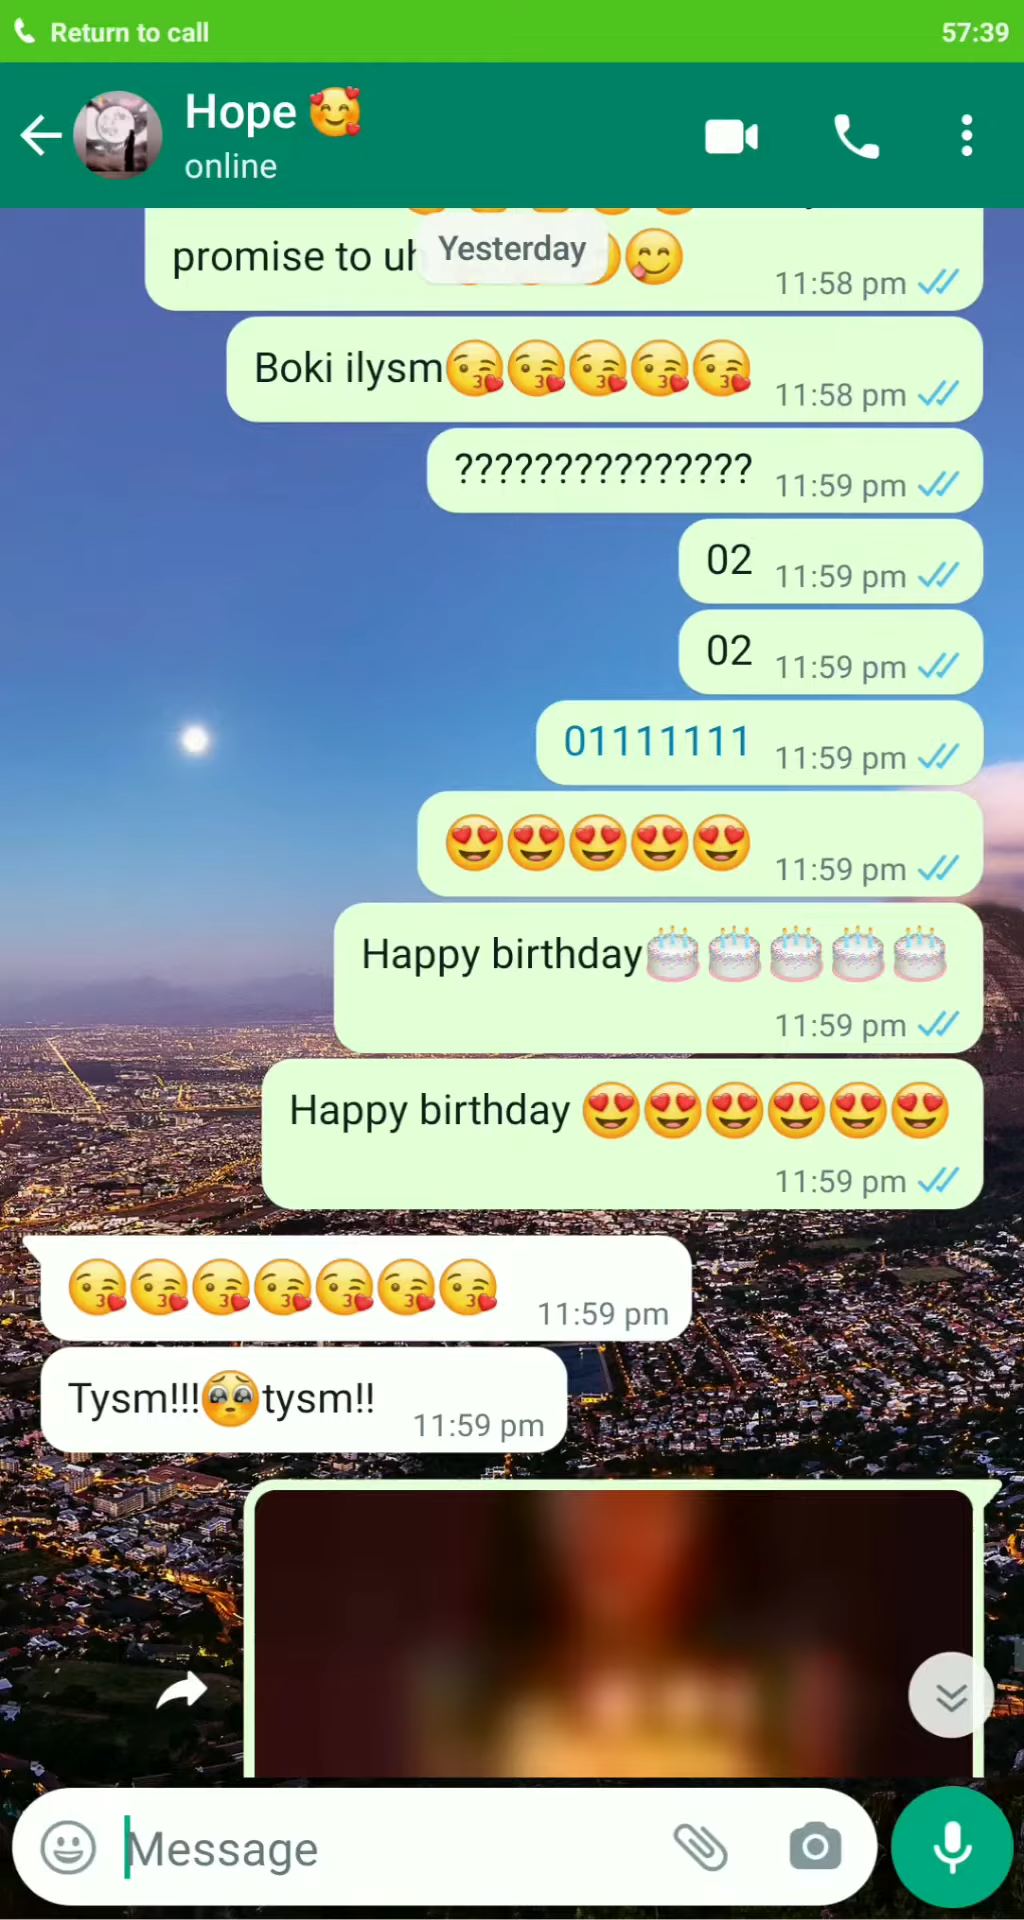 Return to call 57:39
Hope 🥰
online
Yesterday
promise to uh 😋
11:58 pm
Boki ilysm😘😘😘😘😘
11:58 pm
???????????????
11:59 pm
02
11:59 pm
02
11:59 pm
01111111
11:59 pm
😍😍😍😍😍
11:59 pm
Happy birthday🎂🎂🎂🎂🎂
11:59 pm
Happy birthday 😍😍😍😍😍😍
11:59 pm
😘😘😘😘😘😘😘
11:59 pm
Tysm!!!🥺tysm!!
11:59 pm
Message